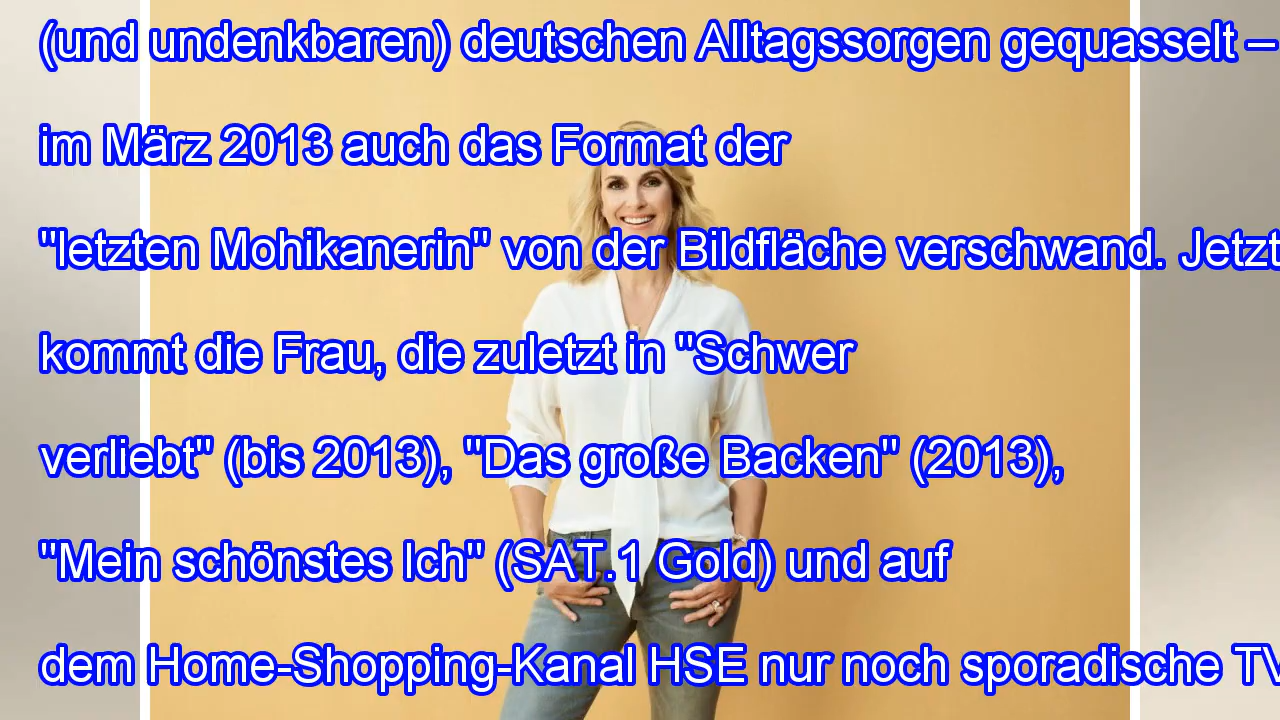 (und undenkbaren) deutschen Alltagssorgen gequasselt –
im März 2013 auch das Format der
"letzten Mohikanerin" von der Bildfläche verschwand. Jetzt
kommt die Frau, die zuletzt in "Schwer
verliebt" (bis 2013), "Das große Backen" (2013),
"Mein schönstes Ich" (SAT.1 Gold) und auf
dem Home-Shopping-Kanal HSE nur noch sporadische TV